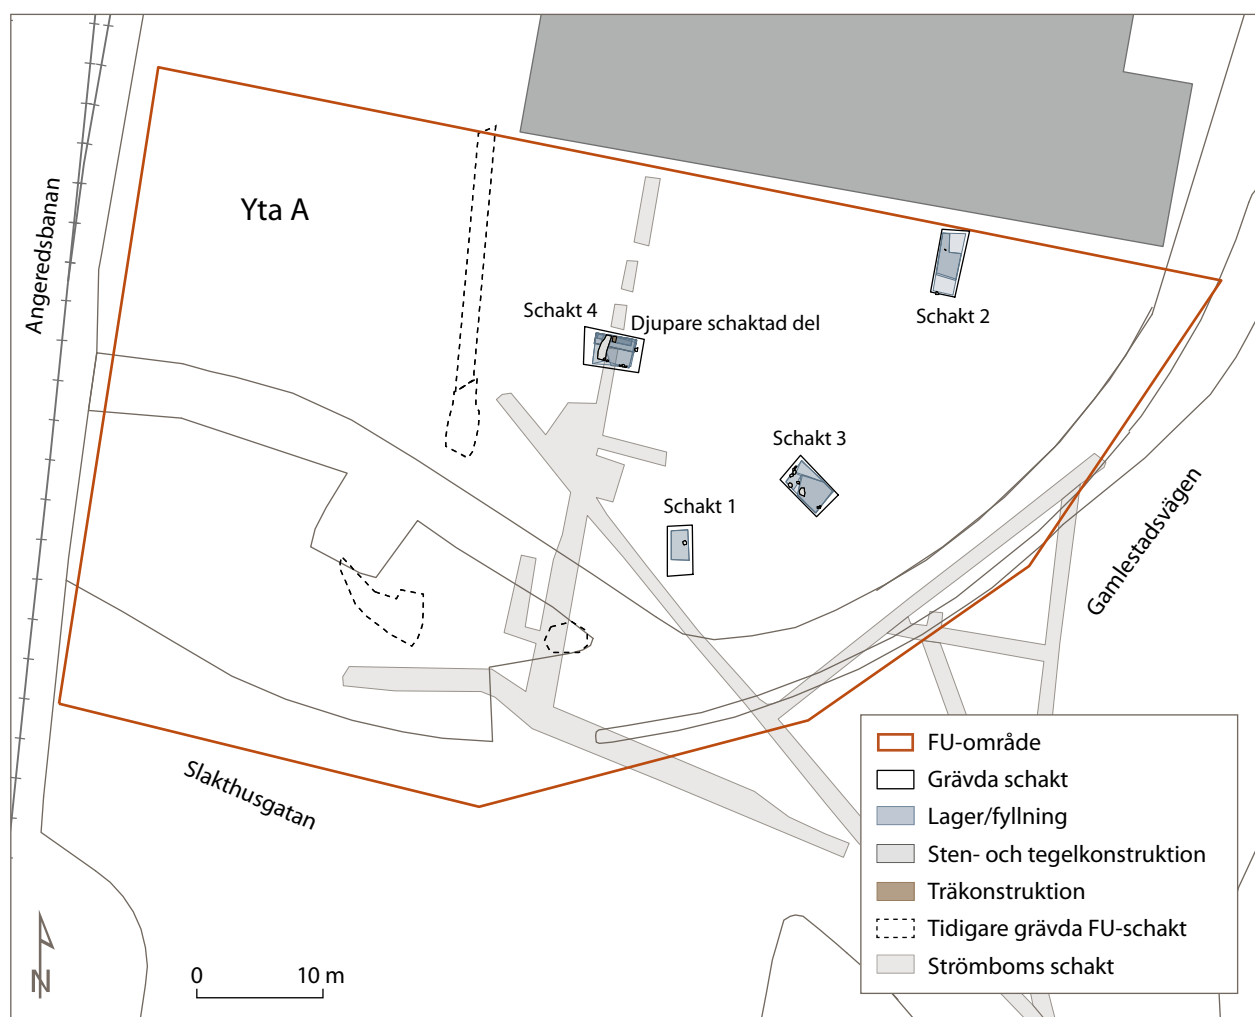 Yta A
Angeredsbanan
Schakt 4
Djupare schaktad del
Schakt 2
Schakt 3
Schakt 1
Gamlestadsvägen
Slakthusgatan
FU-område
Grävda schakt
Lager/fyllning
Sten- och tegelkonstruktion
Träkonstruktion
Tidigare grävda FU-schakt
Strömboms schakt
N
0 10 m